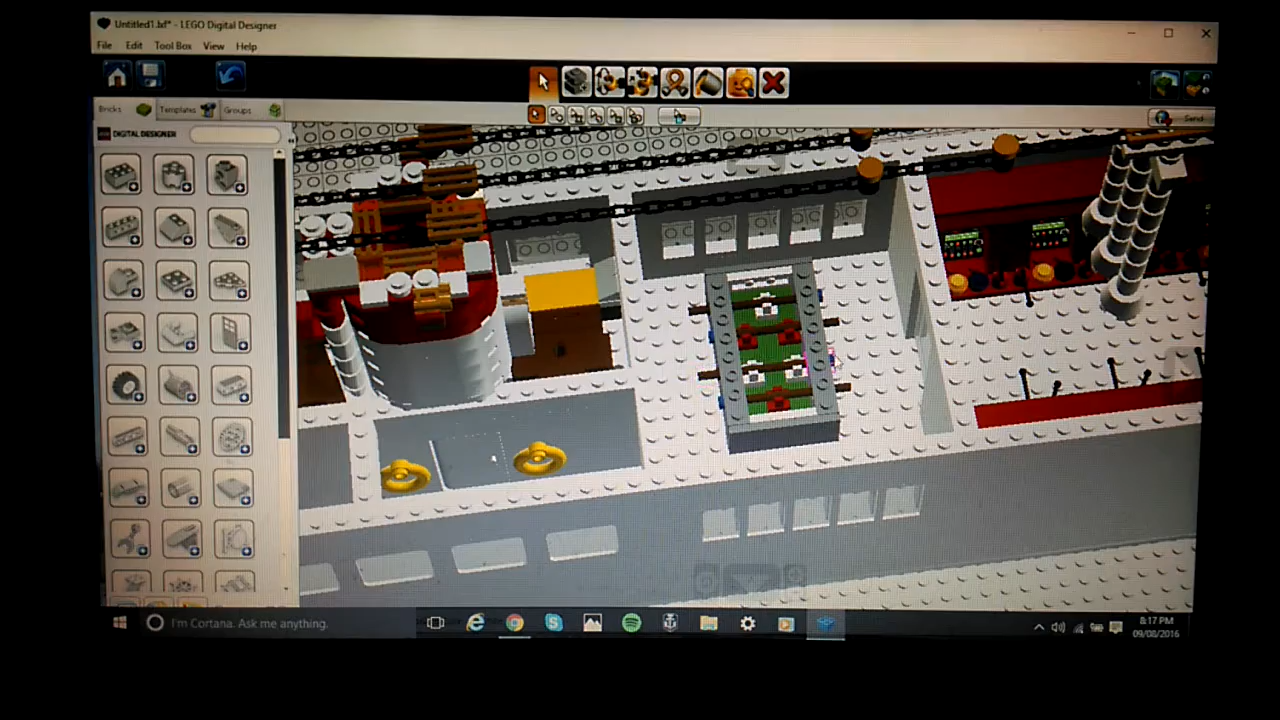 Untitled1.lxf* - LEGO Digital Designer
File Edit Tool Box View Help
Bricks Templates Groups
DIGITAL DESIGNER
Send
I'm Cortana. Ask me anything.
8:17 PM
09/08/2016